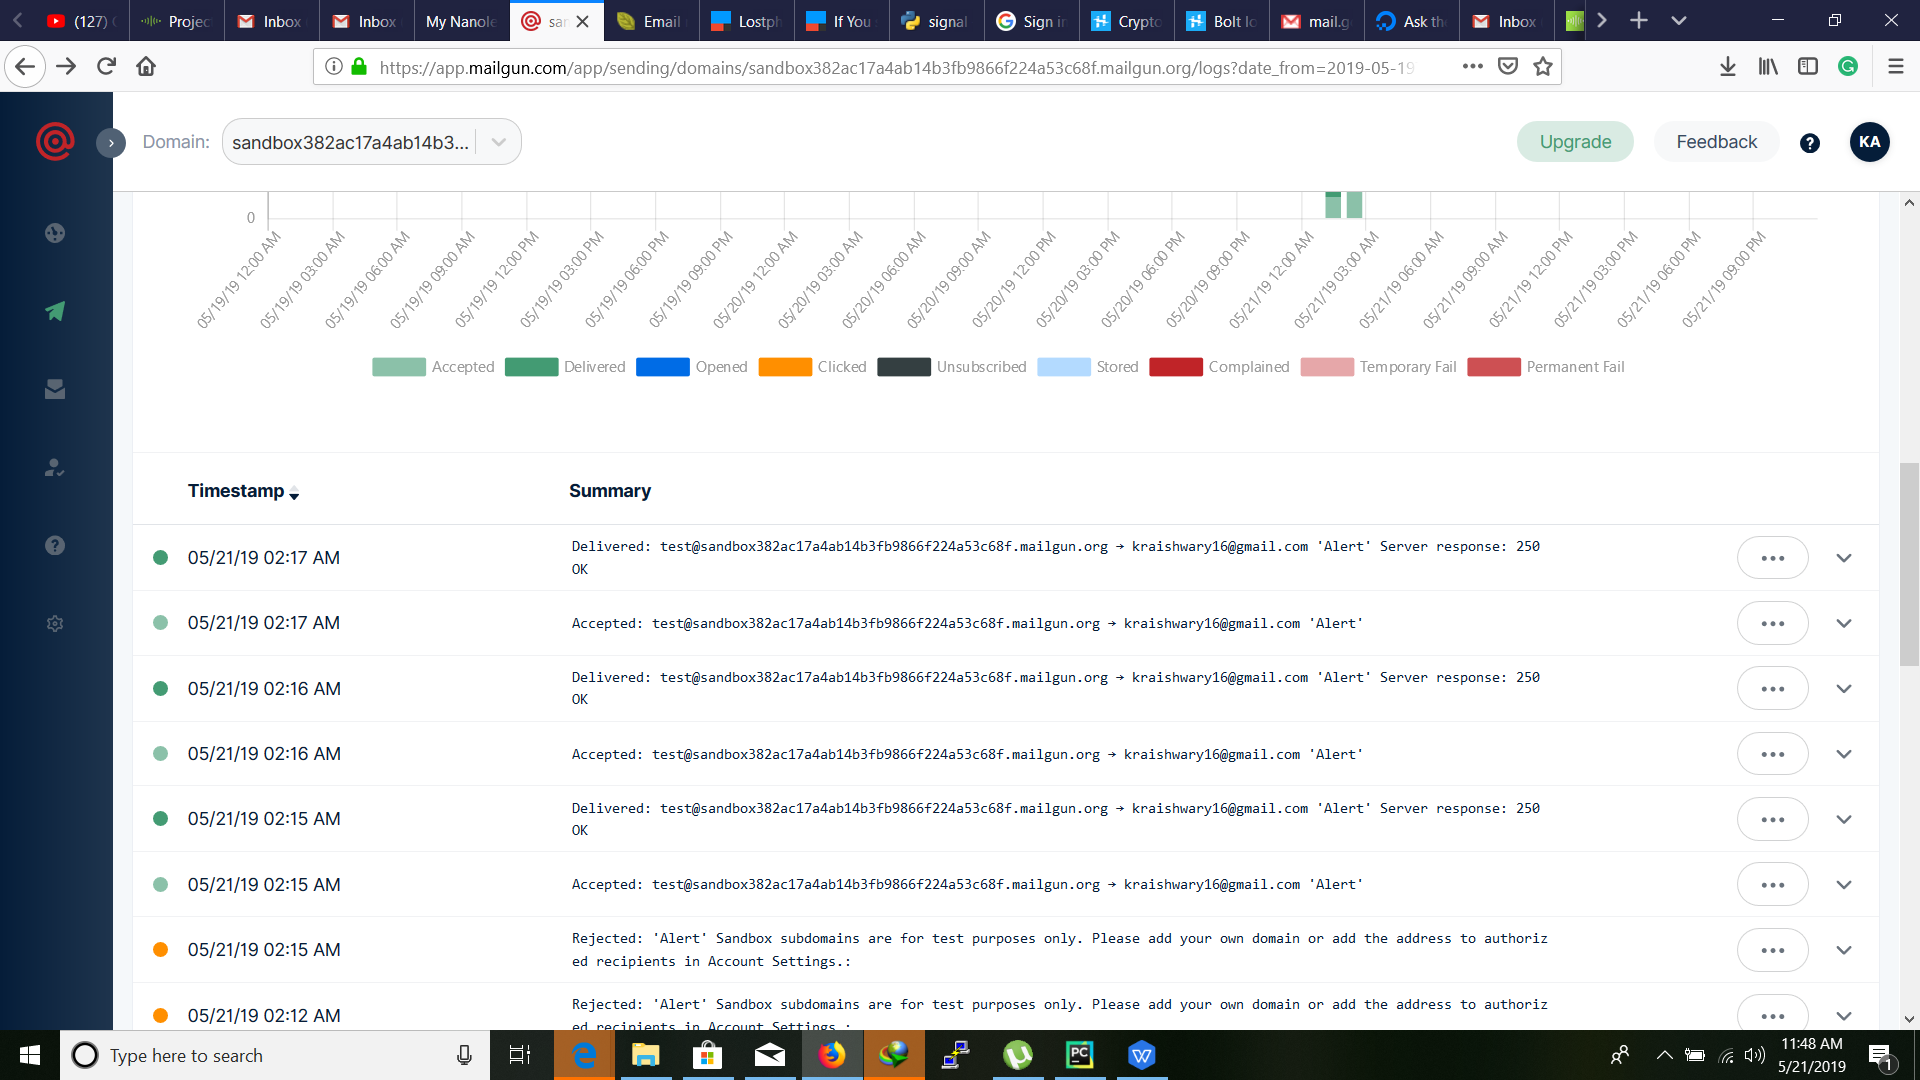 (127)
Projec
Inbox
Inbox
My Nanole
san
Email
Lostph
If You
signal
Sign in
Crypto
Bolt Io
mail.g
Ask the
Inbox
https://app.mailgun.com/app/sending/domains/sandbox382ac17a4ab14b3fb9866f224a53c68f.mailgun.org/logs?date_from=2019-05-19
Domain:
sandbox382ac17a4ab14b3...
Upgrade
Feedback
?
KA
0
05/19/19 12:00 AM
05/19/19 03:00 AM
05/19/19 06:00 AM
05/19/19 09:00 AM
05/19/19 12:00 PM
05/19/19 03:00 PM
05/19/19 06:00 PM
05/19/19 09:00 PM
05/20/19 12:00 AM
05/20/19 03:00 AM
05/20/19 06:00 AM
05/20/19 09:00 AM
05/20/19 12:00 PM
05/20/19 03:00 PM
05/20/19 06:00 PM
05/20/19 09:00 PM
05/21/19 12:00 AM
05/21/19 03:00 AM
05/21/19 06:00 AM
05/21/19 09:00 AM
05/21/19 12:00 PM
05/21/19 03:00 PM
05/21/19 06:00 PM
05/21/19 09:00 PM
Accepted Delivered Opened Clicked Unsubscribed Stored Complained Temporary Fail Permanent Fail
Timestamp Summary
05/21/19 02:17 AM Delivered: test@sandbox382ac17a4ab14b3fb9866f224a53c68f.mailgun.org → kraishwary16@gmail.com 'Alert' Server response: 250
OK
05/21/19 02:17 AM Accepted: test@sandbox382ac17a4ab14b3fb9866f224a53c68f.mailgun.org → kraishwary16@gmail.com 'Alert'
05/21/19 02:16 AM Delivered: test@sandbox382ac17a4ab14b3fb9866f224a53c68f.mailgun.org → kraishwary16@gmail.com 'Alert' Server response: 250
OK
05/21/19 02:16 AM Accepted: test@sandbox382ac17a4ab14b3fb9866f224a53c68f.mailgun.org → kraishwary16@gmail.com 'Alert'
05/21/19 02:15 AM Delivered: test@sandbox382ac17a4ab14b3fb9866f224a53c68f.mailgun.org → kraishwary16@gmail.com 'Alert' Server response: 250
OK
05/21/19 02:15 AM Accepted: test@sandbox382ac17a4ab14b3fb9866f224a53c68f.mailgun.org → kraishwary16@gmail.com 'Alert'
05/21/19 02:15 AM Rejected: 'Alert' Sandbox subdomains are for test purposes only. Please add your own domain or add the address to authoriz
ed recipients in Account Settings.:
05/21/19 02:12 AM Rejected: 'Alert' Sandbox subdomains are for test purposes only. Please add your own domain or add the address to authoriz
ed recipients in Account Settings.:
Type here to search
PC
W
11:48 AM
5/21/2019
1